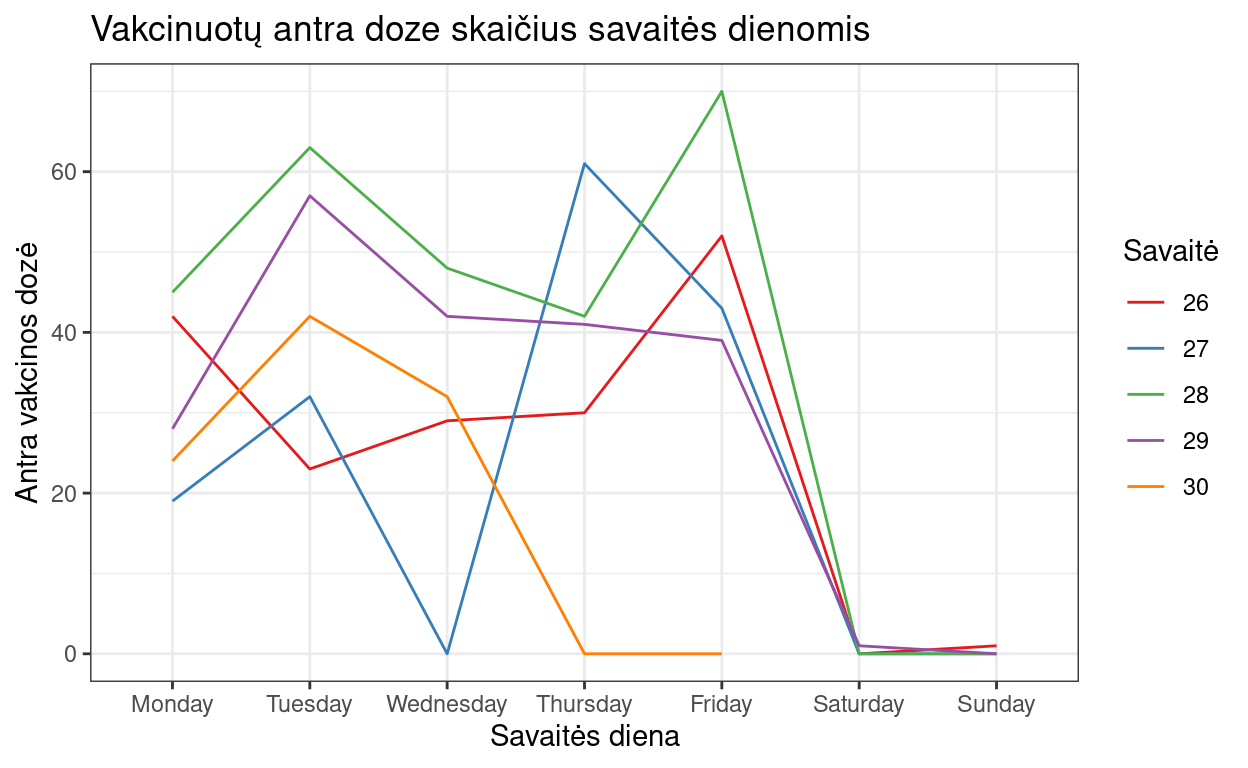 Vakcinuotų antra doze skaičius savaitės dienomis
Antra vakcinos dozė
60
40
20
0
Monday
Tuesday
Wednesday
Thursday
Friday
Saturday
Sunday
Savaitės diena
Savaitė
26
27
28
29
30